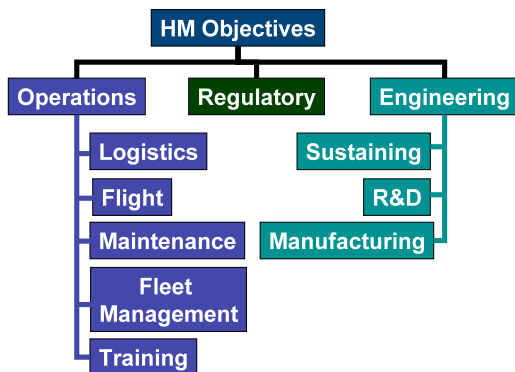 HM Objectives
Operations
Regulatory
Engineering
Logistics
Flight
Maintenance
Fleet
Management
Training
Sustaining
R&D
Manufacturing